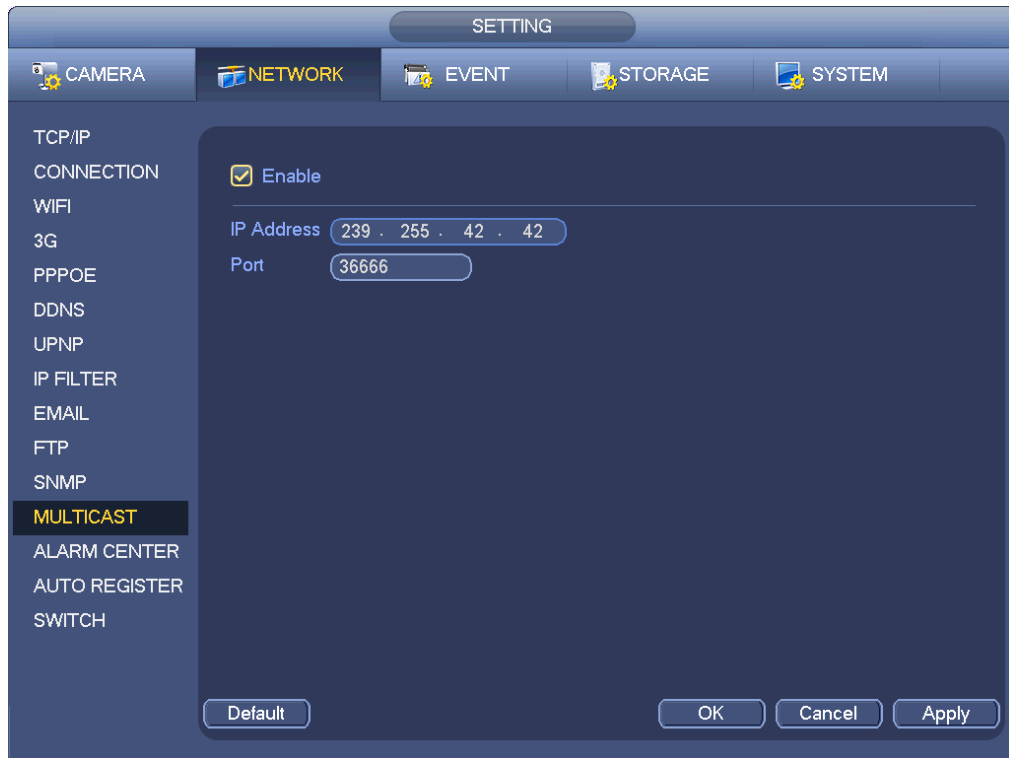 SETTING
CAMERA NETWORK EVENT STORAGE SYSTEM
TCP/IP
CONNECTION
WIFI
3G
PPPOE
DDNS
UPNP
IP FILTER
EMAIL
FTP
SNMP
MULTICAST
ALARM CENTER
AUTO REGISTER
SWITCH
Enable
IP Address 239 . 255 . 42 . 42
Port 36666
Default OK Cancel Apply